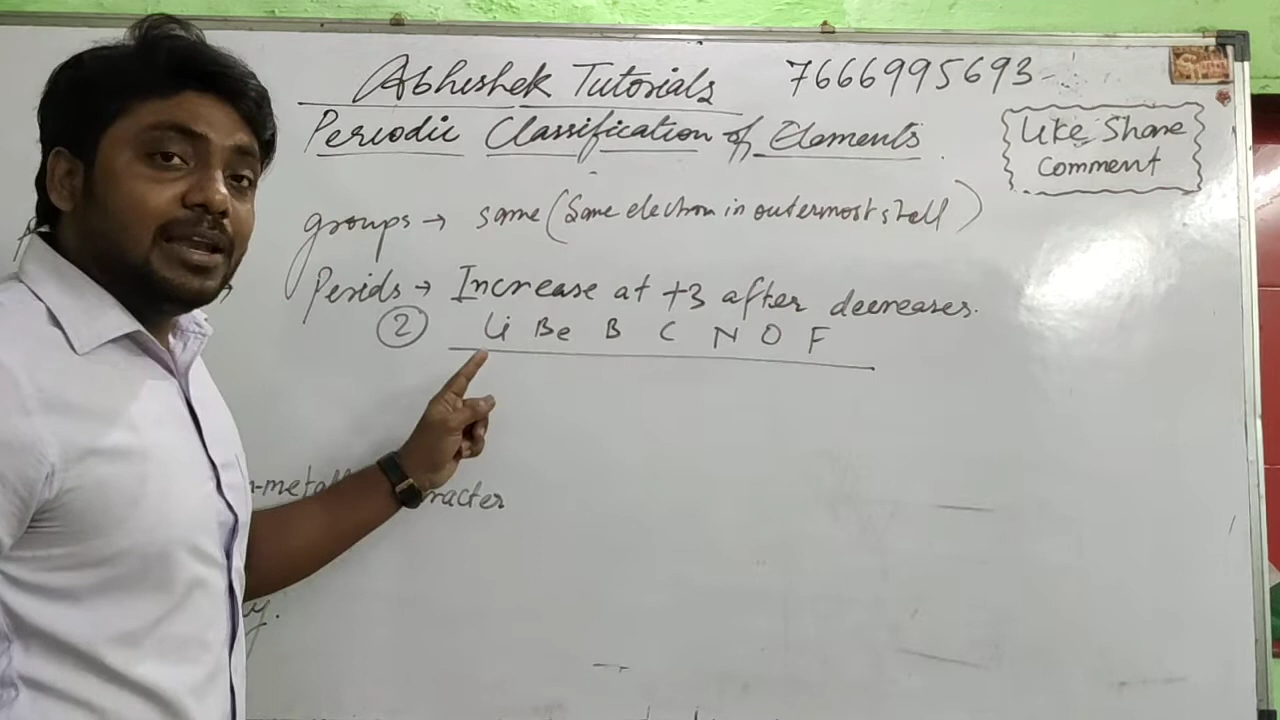 Abhishek Tutorials 7666995693
Periodic Classification of Elements
Like Share
Comment
groups → same (Same electron in outermost shell)
Perids → Increase at +3 after decreases.
② Li Be B C N O F